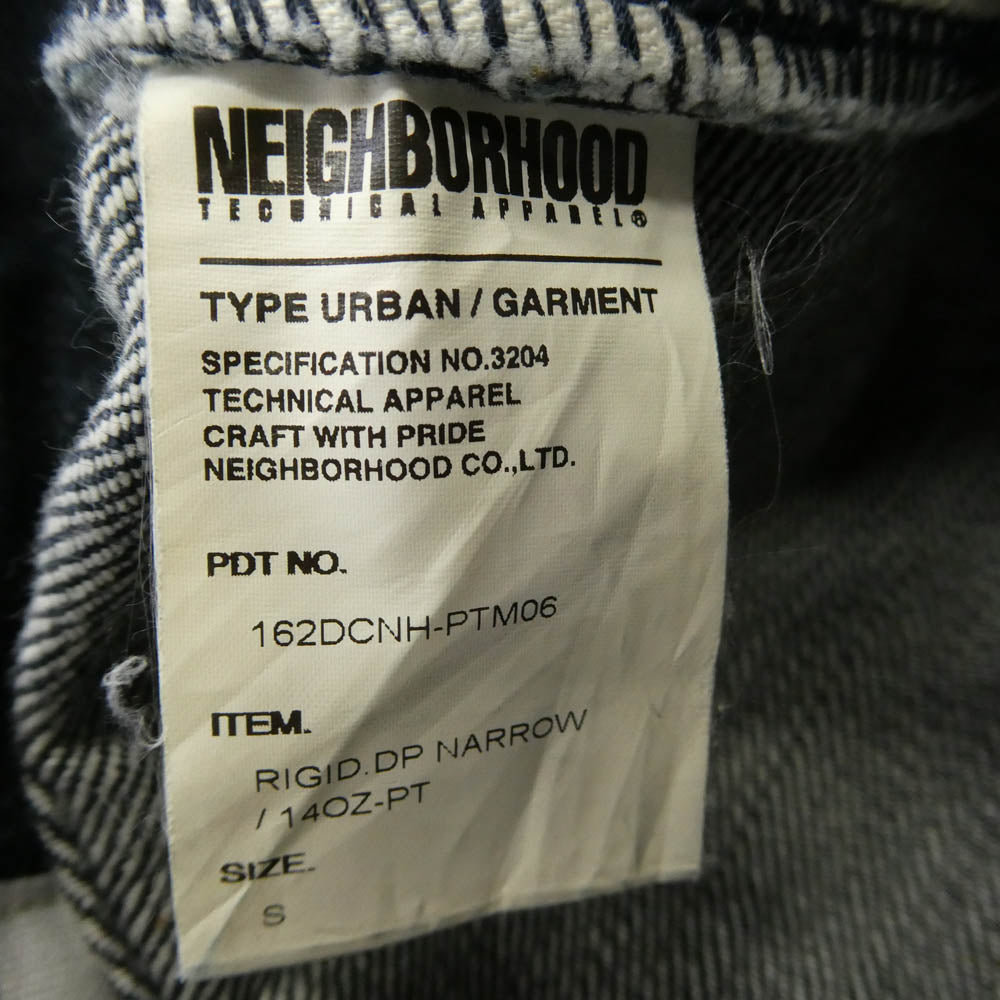 NEIGHBORHOOD
TECHNICAL APPAREL®
TYPE URBAN / GARMENT
SPECIFICATION NO.3204
TECHNICAL APPAREL
CRAFT WITH PRIDE
NEIGHBORHOOD CO.,LTD.
PDT NO.
162DCNH-PTM06
ITEM.
RIGID.DP NARROW
/ 14OZ-PT
SIZE.
S